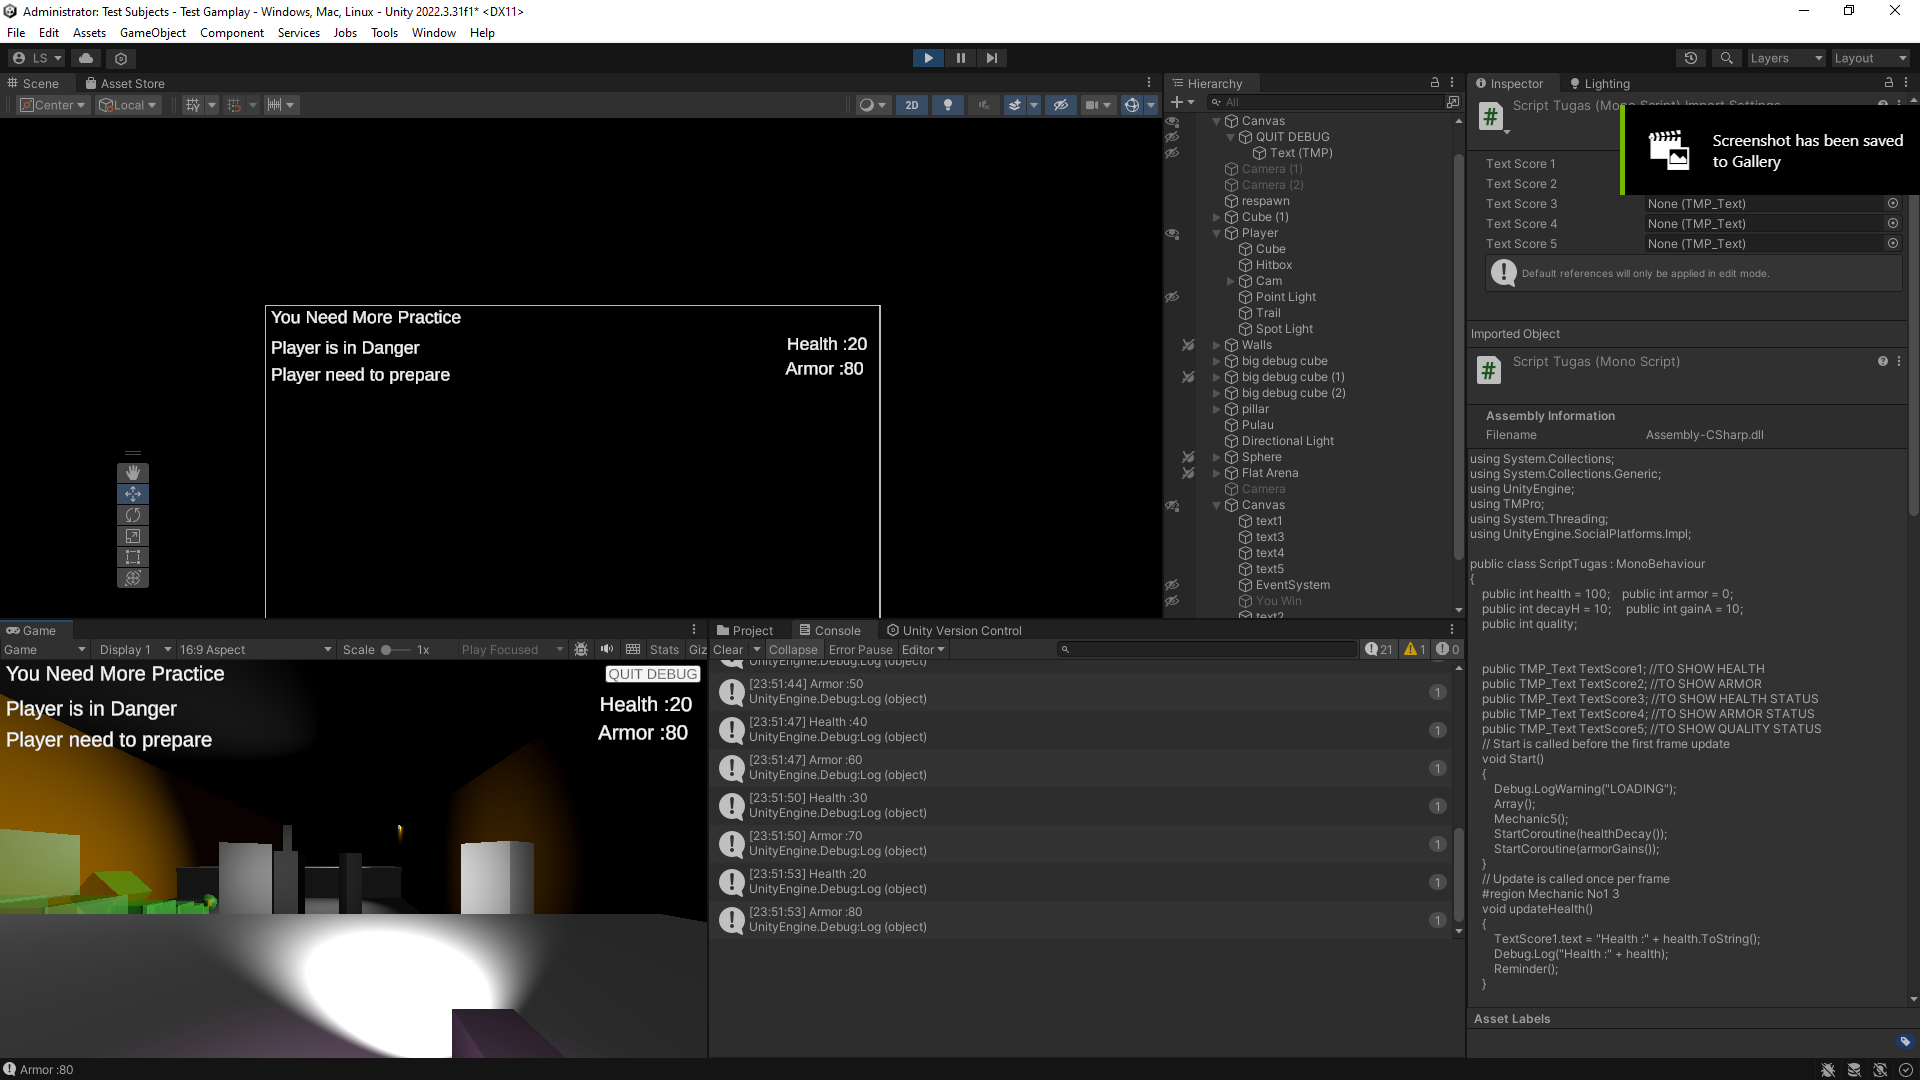 Administrator: Test Subjects - Test Gamplay - Windows, Mac, Linux - Unity 2022.3.31f1* <DX11>
File Edit Assets GameObject Component Services Jobs Tools Window Help
LS
Layers
Layout
Scene
Asset Store
Center
Local
2D
You Need More Practice
Player is in Danger
Player need to prepare
Health :20
Armor :80
Hierarchy
All
Canvas
QUIT DEBUG
Text (TMP)
Camera (1)
Camera (2)
respawn
Cube (1)
Player
Cube
Hitbox
Cam
Point Light
Trail
Spot Light
Walls
big debug cube
big debug cube (1)
big debug cube (2)
pillar
Pulau
Directional Light
Sphere
Flat Arena
Camera
Canvas
text1
text3
text4
text5
EventSystem
You Win
text2
Inspector
Lighting
Script Tugas (Mono Script) Import Settings
Screenshot has been saved
to Gallery
Text Score 1
Text Score 2
Text Score 3 None (TMP_Text)
Text Score 4 None (TMP_Text)
Text Score 5 None (TMP_Text)
Default references will only be applied in edit mode.
Imported Object
Script Tugas (Mono Script)
Assembly Information
Filename Assembly-CSharp.dll
using System.Collections;
using System.Collections.Generic;
using UnityEngine;
using TMPro;
using System.Threading;
using UnityEngine.SocialPlatforms.Impl;
public class ScriptTugas : MonoBehaviour
{
public int health = 100; public int armor = 0;
public int decayH = 10; public int gainA = 10;
public int quality;
public TMP_Text TextScore1; //TO SHOW HEALTH
public TMP_Text TextScore2; //TO SHOW ARMOR
public TMP_Text TextScore3; //TO SHOW HEALTH STATUS
public TMP_Text TextScore4; //TO SHOW ARMOR STATUS
public TMP_Text TextScore5; //TO SHOW QUALITY STATUS
// Start is called before the first frame update
void Start()
{
Debug.LogWarning("LOADING");
Array();
Mechanic5();
StartCoroutine(healthDecay());
StartCoroutine(armorGains());
}
// Update is called once per frame
#region Mechanic No1 3
void updateHealth()
{
TextScore1.text = "Health :" + health.ToString();
Debug.Log("Health :" + health);
Reminder();
}
Asset Labels
Game
Game Display 1 16:9 Aspect Scale 1x Play Focused Stats Giz
You Need More Practice
QUIT DEBUG
Player is in Danger
Player need to prepare
Health :20
Armor :80
Project
Console
Unity Version Control
Clear Collapse Error Pause Editor
21 1 0
UnityEngine.Debug:Log (object)
[23:51:44] Armor :50
UnityEngine.Debug:Log (object)
1
[23:51:47] Health :40
UnityEngine.Debug:Log (object)
1
[23:51:47] Armor :60
UnityEngine.Debug:Log (object)
1
[23:51:50] Health :30
UnityEngine.Debug:Log (object)
1
[23:51:50] Armor :70
UnityEngine.Debug:Log (object)
1
[23:51:53] Health :20
UnityEngine.Debug:Log (object)
1
[23:51:53] Armor :80
UnityEngine.Debug:Log (object)
1
Armor :80